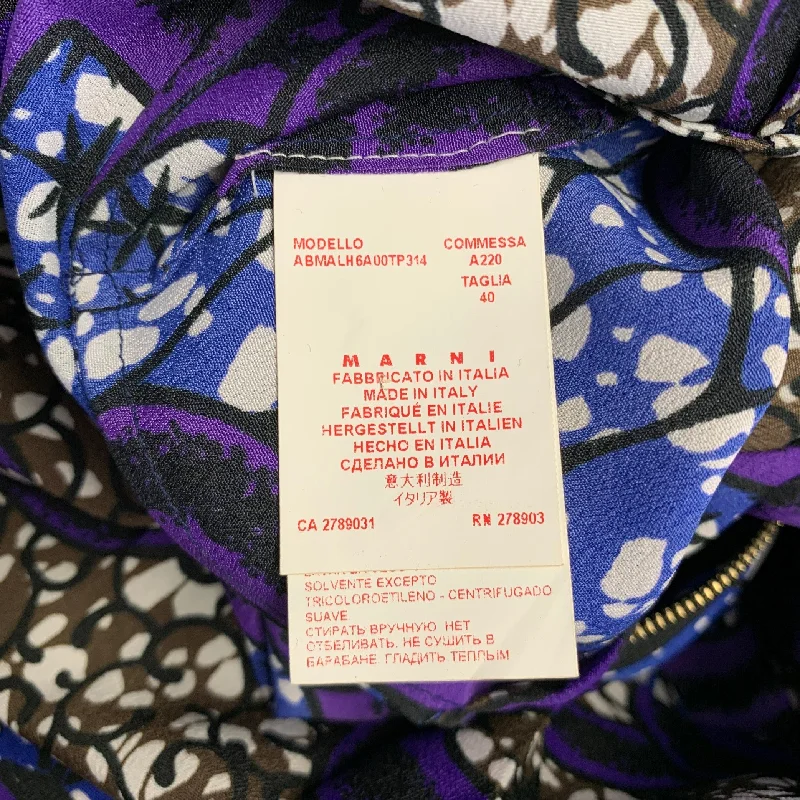 MODELLO COMMESSA
ABMALH6A00TP314 A220
TAGLIA
40
MARNI
FABBRICATO IN ITALIA
MADE IN ITALY
FABRIQUÉ EN ITALIE
HERGESTELLT IN ITALIEN
HECHO EN ITALIA
СДЕЛАНО В ИТАЛИИ
意大利制造
イタリア製
CA 2789031 RN 278903
SOLVENTE EXCEPTO
TRICOLOROETILENO - CENTRIFUGADO
SUAVE
СТИРАТЬ ВРУЧНУЮ. НЕТ
ОТБЕЛИВАТЬ. НЕ СУШИТЬ В
БАРАБАНЕ. ГЛАДИТЬ ТЕПЛЫМ